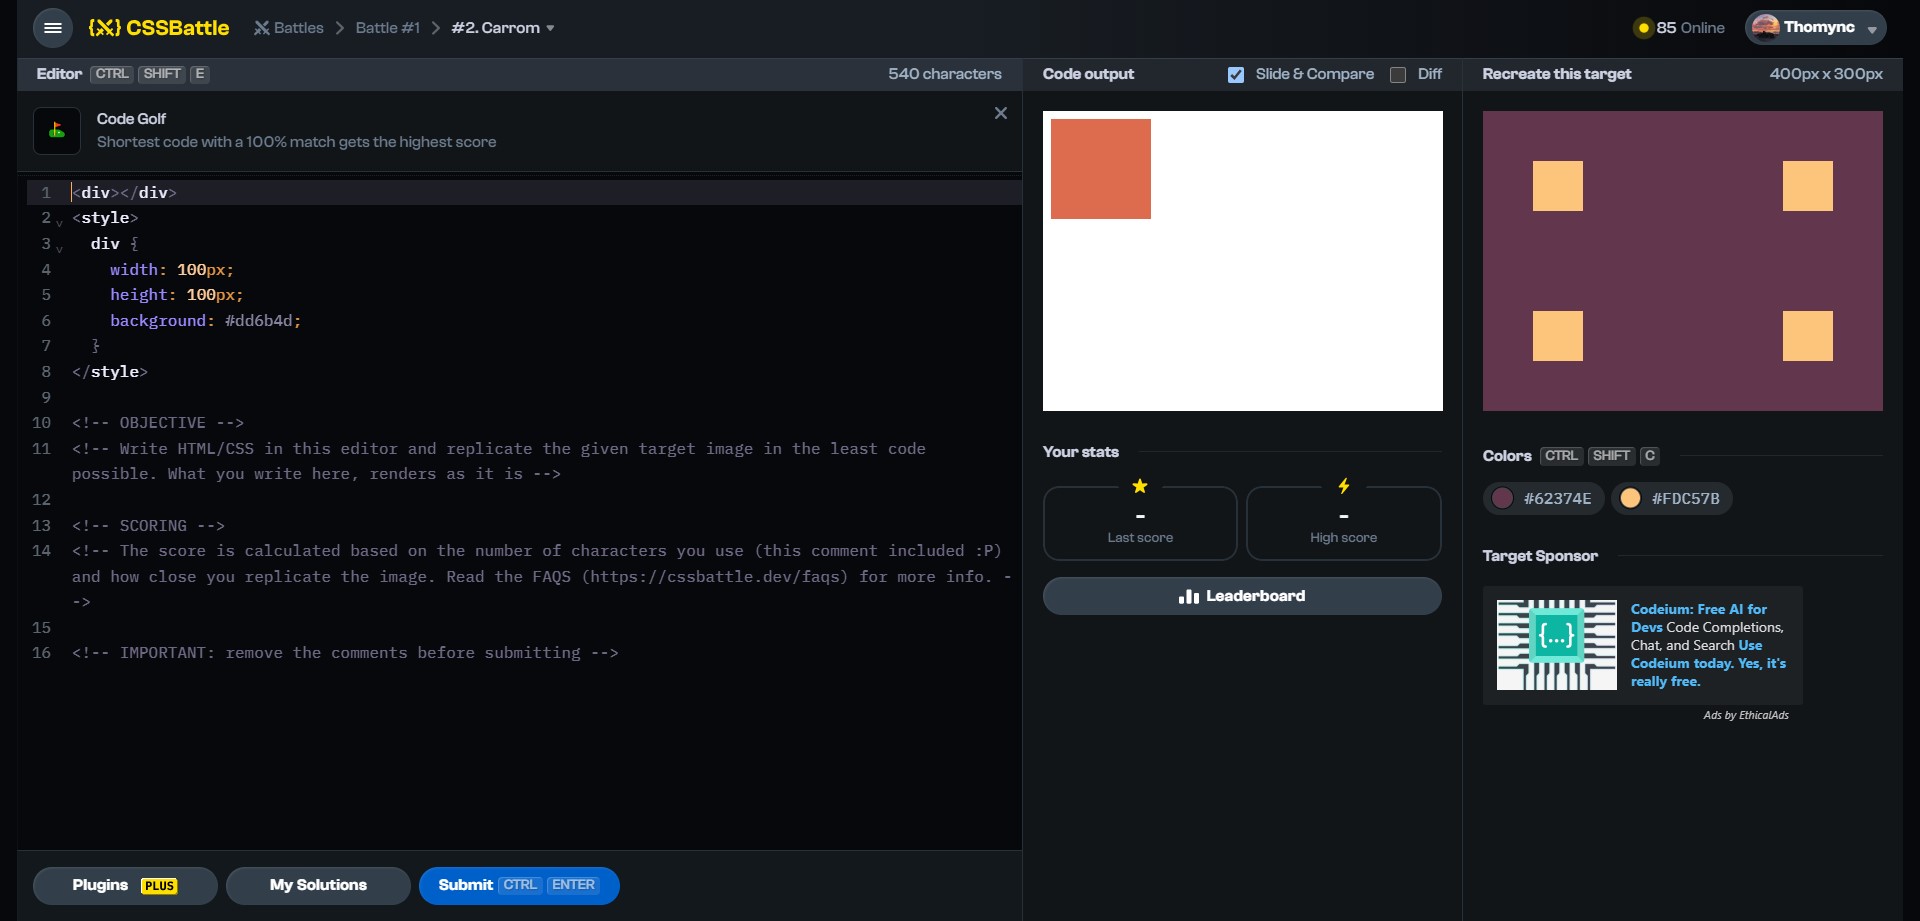 {X} CSSBattle
Battles > Battle #1 > #2. Carrom
85 Online
Thomync
Editor CTRL SHIFT E
540 characters
Code Golf
Shortest code with a 100% match gets the highest score
1 <div></div>
2 <style>
3 div {
4 width: 100px;
5 height: 100px;
6 background: #dd6b4d;
7 }
8 </style>
9
10 <!-- OBJECTIVE -->
11 <!-- Write HTML/CSS in this editor and replicate the given target image in the least code
possible. What you write here, renders as it is -->
12
13 <!-- SCORING -->
14 <!-- The score is calculated based on the number of characters you use (this comment included :P)
and how close you replicate the image. Read the FAQS (https://cssbattle.dev/faqs) for more info. -
->
15
16 <!-- IMPORTANT: remove the comments before submitting -->
Plugins PLUS
My Solutions
Submit CTRL ENTER
Code output
Slide & Compare
Diff
Your stats
-
Last score
-
High score
Leaderboard
Recreate this target
400px x 300px
Colors CTRL SHIFT C
#62374E
#FDC57B
Target Sponsor
{...}
Codeium: Free AI for
Devs Code Completions,
Chat, and Search Use
Codeium today. Yes, it's
really free.
Ads by EthicalAds